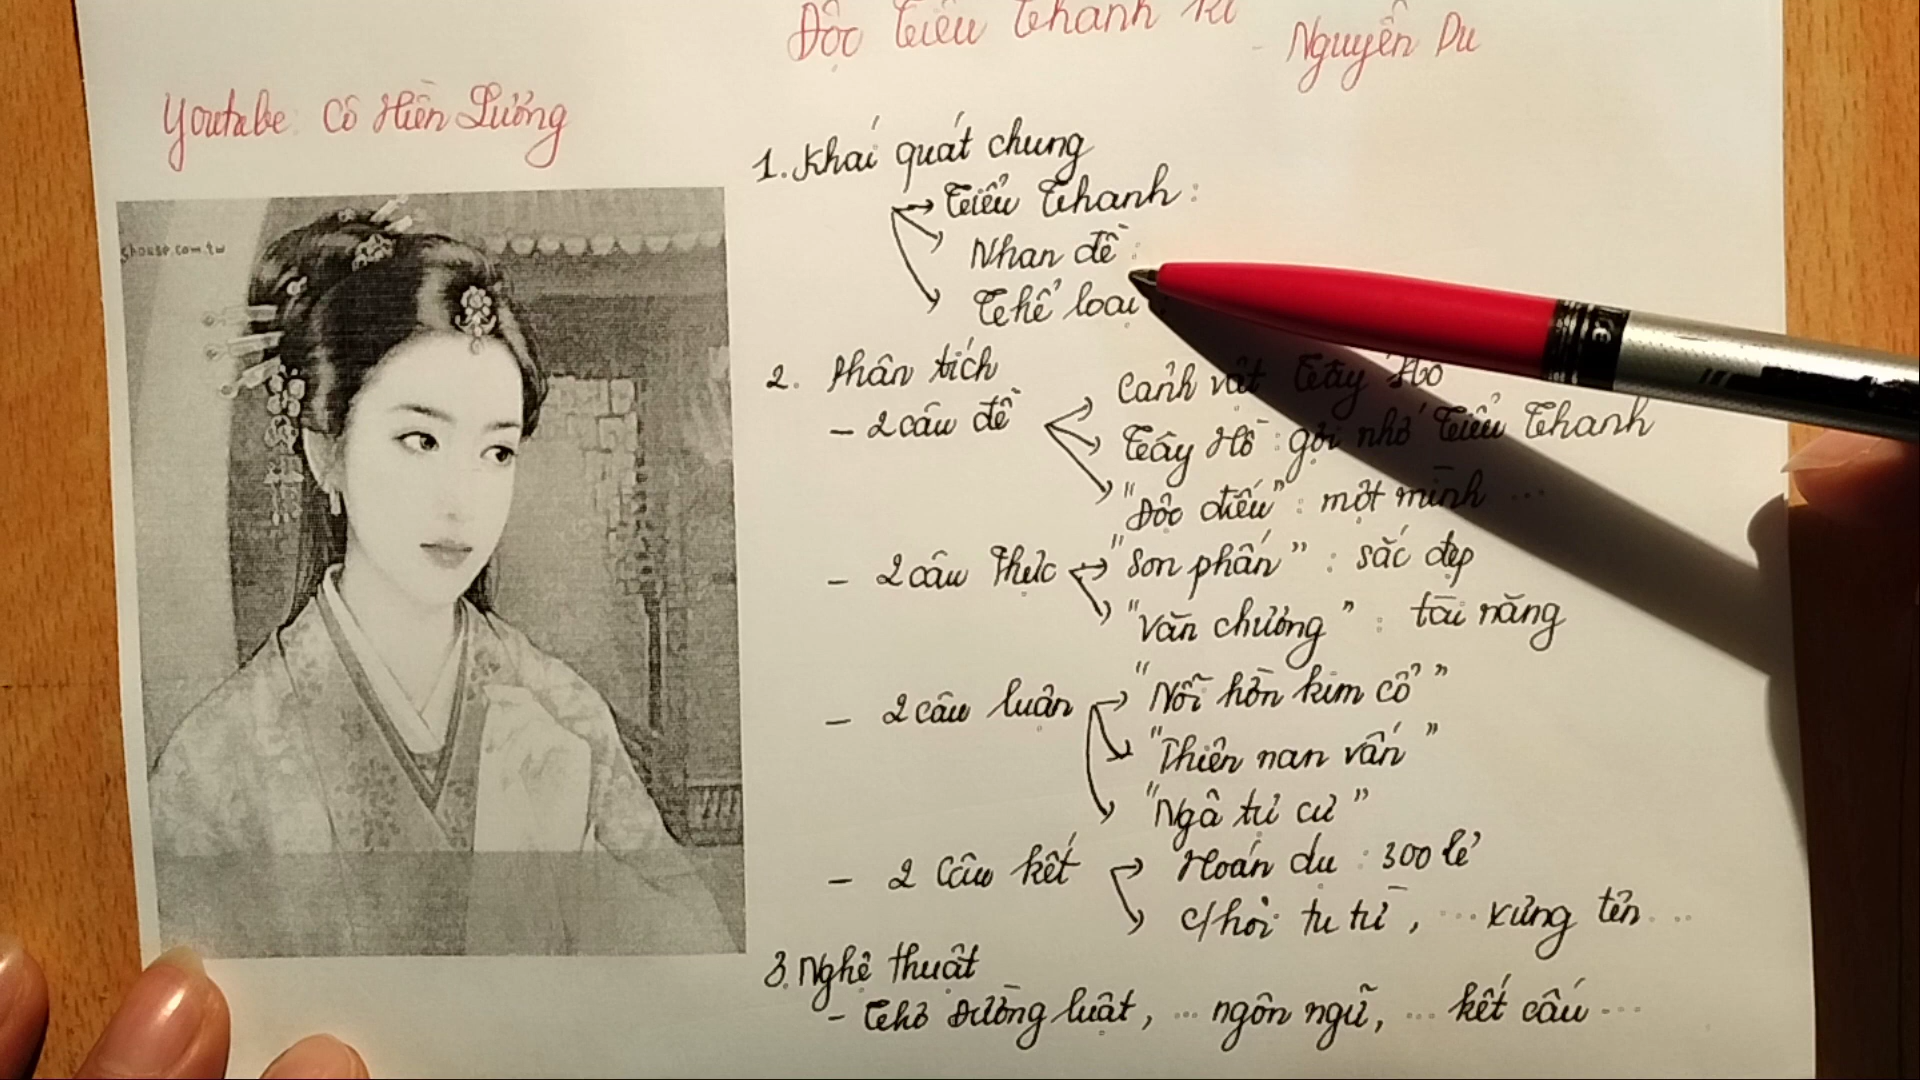 Độc Tiểu Thanh Kí
- Nguyễn Du
Youtube: Cô Hiền Lương
ghouse.com.tw
1. Khái quát chung
Tiểu Thanh:
Nhan đề:
Thể loại
2. Phân tích
- 2 câu đề
Cảnh vật Tây Hồ
Tây Hồ: gợi nhớ Tiểu Thanh
"Độc điếu": một mình ...
- 2 câu Thực
"Son phấn": sắc đẹp
"Văn chương": tài năng
- 2 câu luận
"Nỗi hờn kim cổ"
"Thiên nan vấn"
"Ngã tự cư"
- 2 Câu kết
Hoán dụ: 300 lẻ
c/hỏi tu từ, ... xưng tên ...
3. Nghệ thuật
- Thơ Đường luật, ... ngôn ngữ, ... kết cấu ...